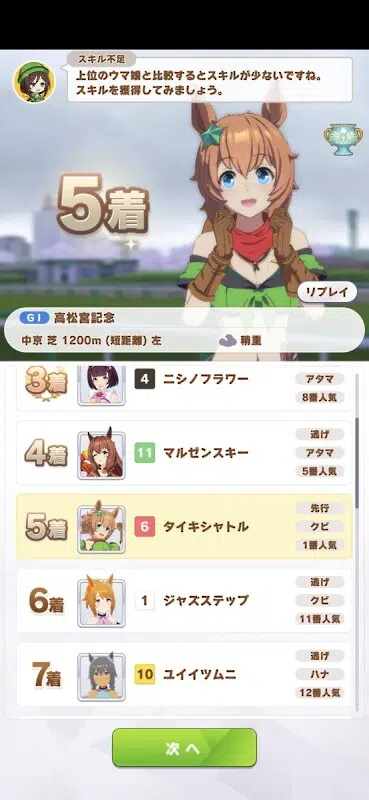 スキル不足
上位のウマ娘と比較するとスキルが少ないですね。
スキルを獲得してみましょう。
5着
リプレイ
GI 高松宮記念
中京 芝 1200m (短距離) 左 稍重
3着 4 ニシノフラワー アタマ
8番人気
4着 11 マルゼンスキー 逃げ
アタマ
5番人気
5着 6 タイキシャトル 先行
クビ
1番人気
6着 1 ジャズステップ 逃げ
クビ
11番人気
7着 10 ユイイツムニ 逃げ
ハナ
12番人気
次へ